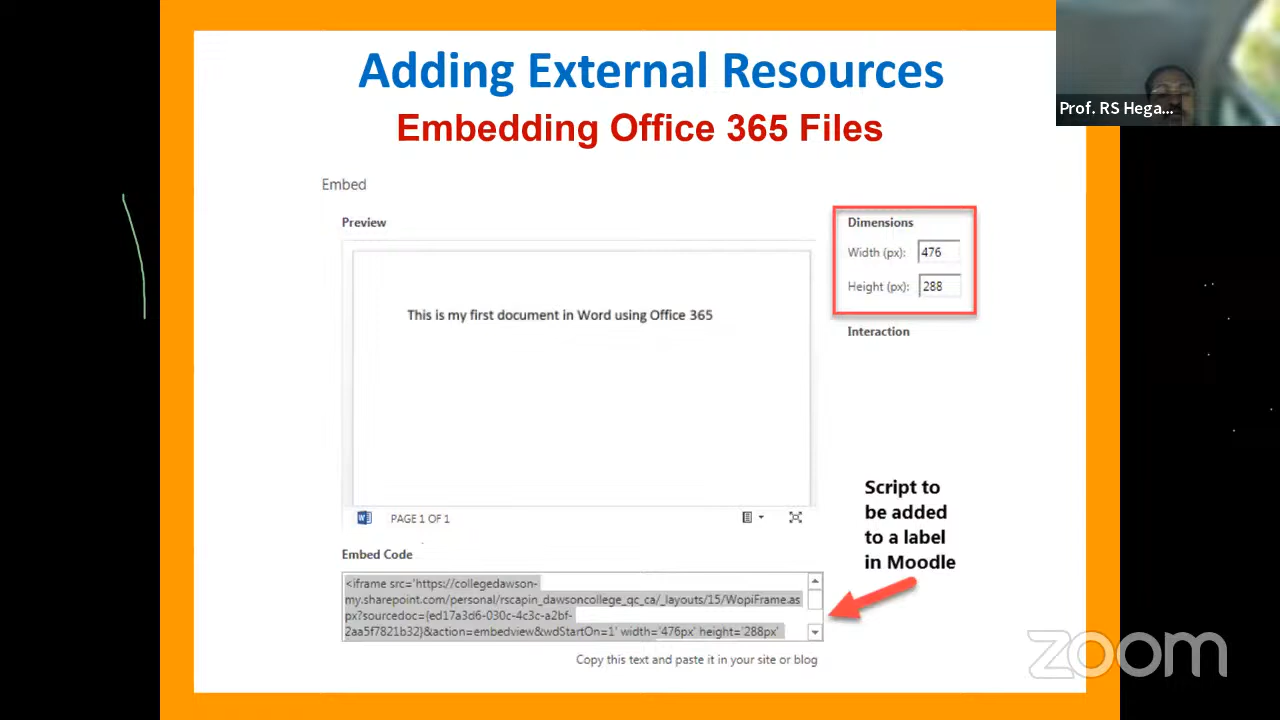 Adding External Resources
Embedding Office 365 Files
Prof. RS Hega...
Embed
Preview
Dimensions
Width (px): 476
Height (px): 288
Interaction
This is my first document in Word using Office 365
PAGE 1 OF 1
Script to
be added
to a label
in Moodle
Embed Code
<iframe src='https://collegedawson-
my.sharepoint.com/personal/rscapin_dawsoncollege_qc_ca/_layouts/15/WopiFrame.as
px?sourcedoc={ed17a3d6-030c-4c3c-a2bf-
2aa5f7821b32}&action=embedview&wdStartOn=1' width='476px' height='288px'
Copy this text and paste it in your site or blog
zoom